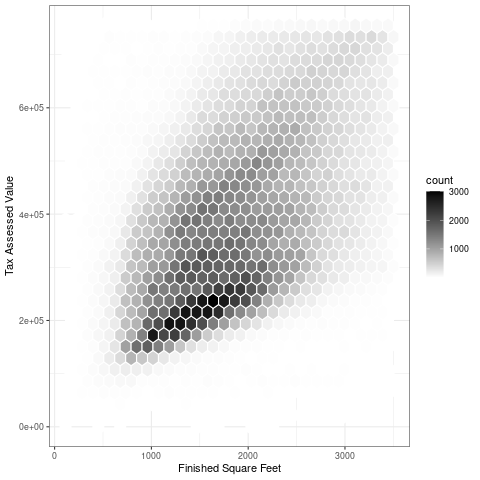 6e+05
4e+05
2e+05
0e+00
Tax Assessed Value
0
1000
2000
3000
Finished Square Feet
count
3000
2000
1000